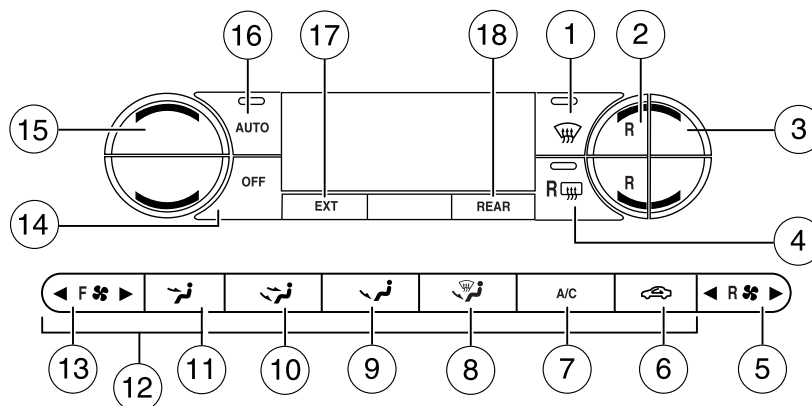 16 17 18 1 2
15 AUTO R 3
OFF R R
14 EXT REAR 4
F A/C R
13 12 11 10 9 8 7 6 5